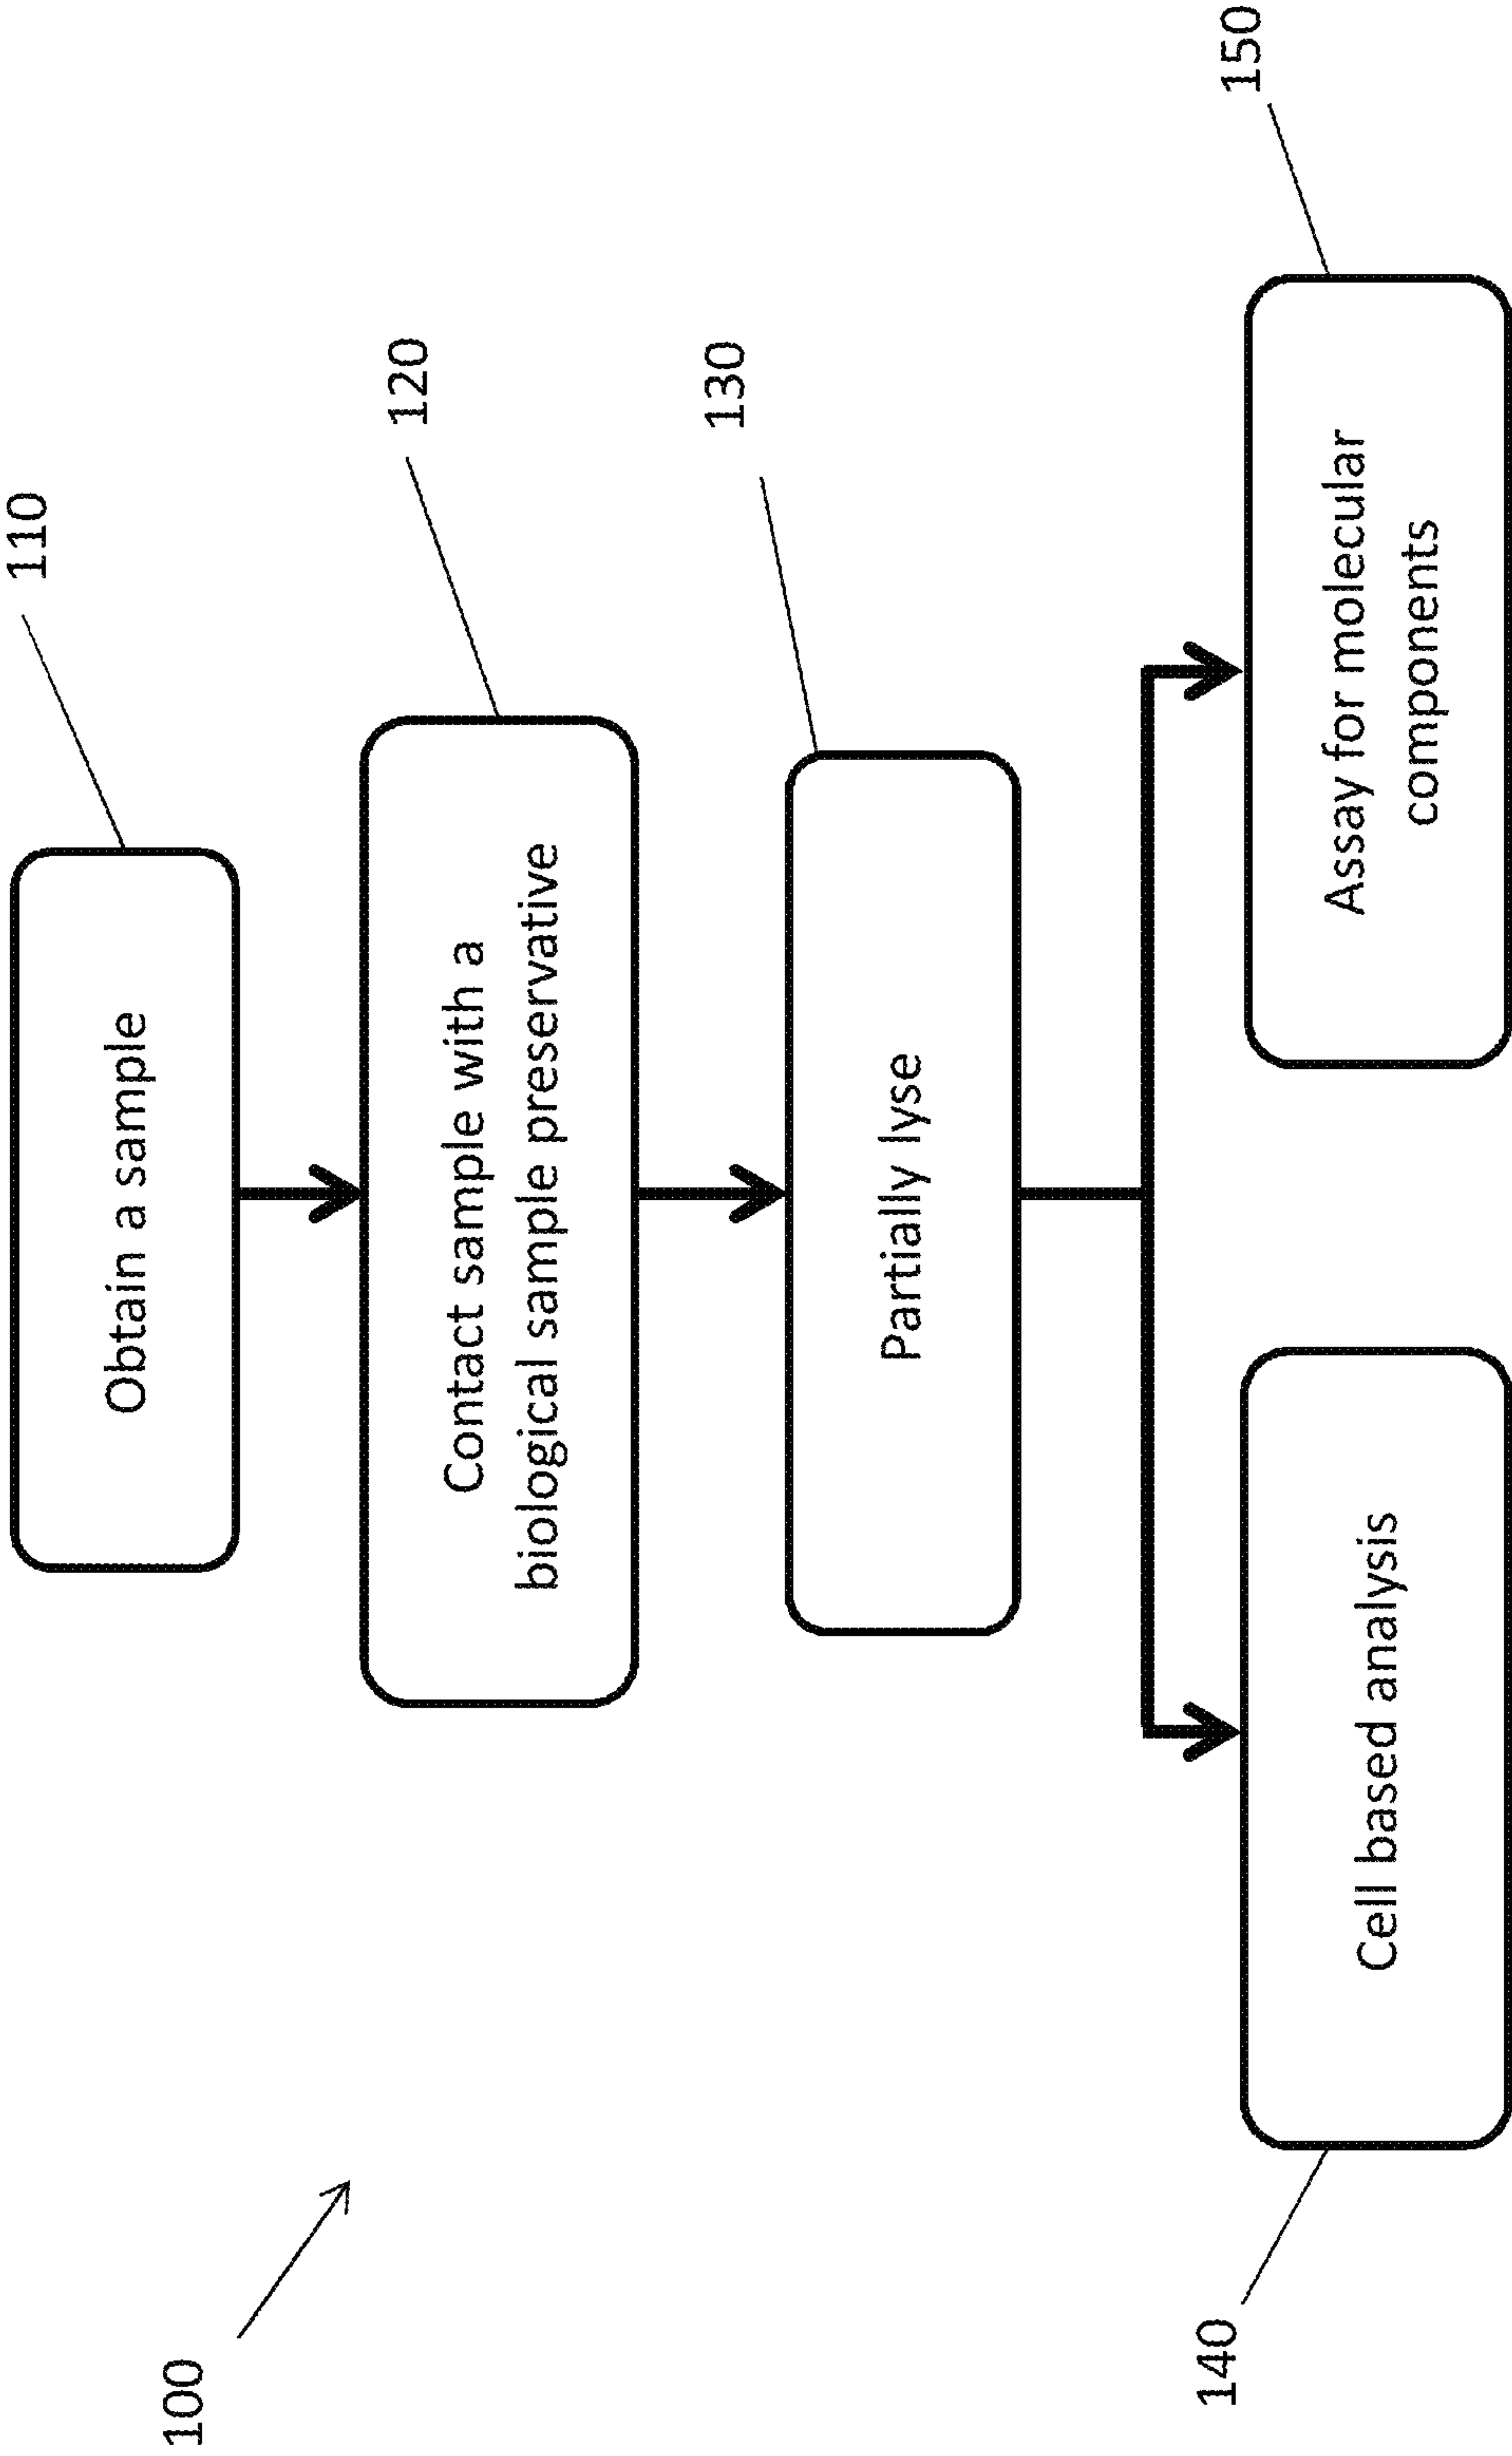 100
110
Obtain a sample
120
Contact sample with a
biological sample preservative
130
Partially lyse
140
Cell based analysis
150
Assay for molecular
components